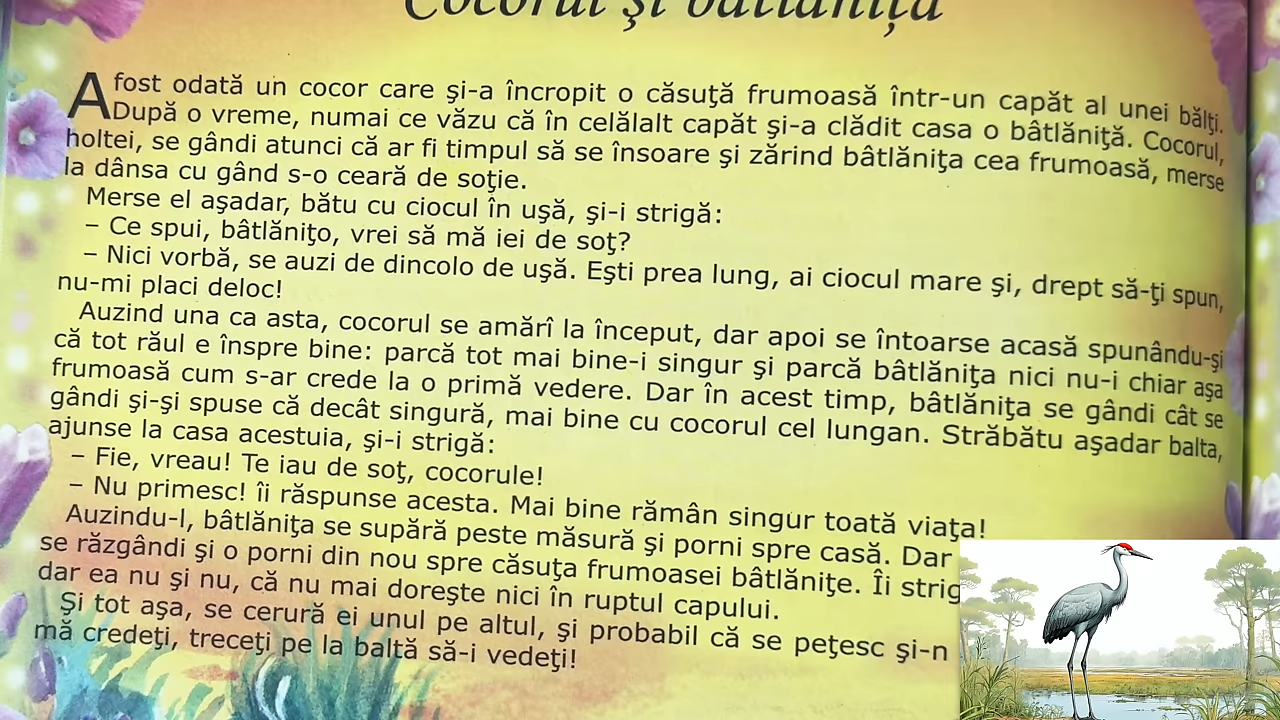 Cocorul şi bâtlăniţa
A fost odată un cocor care şi-a încropit o căsuţă frumoasă într-un capăt al unei bălţi.
După o vreme, numai ce văzu că în celălalt capăt şi-a clădit casa o bâtlăniţă. Cocorul,
holtei, se gândi atunci că ar fi timpul să se însoare şi zărind bâtlăniţa cea frumoasă, merse
la dânsa cu gând s-o ceară de soţie.
Merse el aşadar, bătu cu ciocul în uşă, şi-i strigă:
– Ce spui, bâtlăniţo, vrei să mă iei de soţ?
– Nici vorbă, se auzi de dincolo de uşă. Eşti prea lung, ai ciocul mare şi, drept să-ţi spun,
nu-mi placi deloc!
Auzind una ca asta, cocorul se amărî la început, dar apoi se întoarse acasă spunându-şi
că tot răul e înspre bine: parcă tot mai bine-i singur şi parcă bâtlăniţa nici nu-i chiar aşa
frumoasă cum s-ar crede la o primă vedere. Dar în acest timp, bâtlăniţa se gândi cât se
gândi şi-şi spuse că decât singură, mai bine cu cocorul cel lungan. Străbătu aşadar balta,
ajunse la casa acestuia, şi-i strigă:
– Fie, vreau! Te iau de soţ, cocorule!
– Nu primesc! îi răspunse acesta. Mai bine rămân singur toată viaţa!
Auzindu-l, bâtlăniţa se supără peste măsură şi porni spre casă. Dar
se răzgândi şi o porni din nou spre căsuţa frumoasei bâtlăniţe. Îi strig
dar ea nu şi nu, că nu mai doreşte nici în ruptul capului.
Şi tot aşa, se cerură ei unul pe altul, şi probabil că se peţesc şi-n
mă credeţi, treceţi pe la baltă să-i vedeţi!